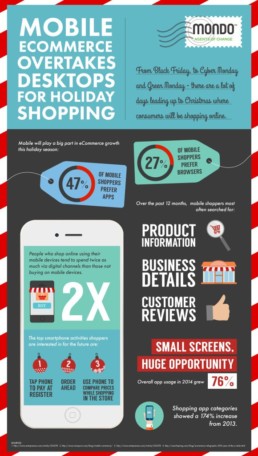 MOBILE
ECOMMERCE
OVERTAKES
DESKTOPS
FOR HOLIDAY
SHOPPING
MONDO
AGENTS OF CHANGE
From Black Friday, to Cyber Monday
and Green Monday - there are a lot of
days leading up to Christmas where
consumers will be shopping online.
Mobile will play a big part in eCommerce growth
this holiday season:
47%
OF MOBILE
SHOPPERS
PREFER
APPS
27%
OF MOBILE
SHOPPERS
PREFER
BROWSERS
Over the past 12 months, mobile shoppers most
often searched for:
PRODUCT
INFORMATION
BUSINESS
DETAILS
CUSTOMER
REVIEWS
People who shop online using their
mobile devices tend to spend twice as
much via digital channels than those not
buying on mobile devices.
BUY
2X
The top smartphone activities shoppers
are interested in for the future are:
1
2
3
TAP PHONE
TO PAY AT
REGISTER
ORDER
AHEAD
USE PHONE TO
COMPARE PRICES
WHILE SHOPPING
IN THE STORE
SMALL SCREENS.
HUGE OPPORTUNITY
Overall app usage in 2014 grew 76%
Shopping app categories
showed a 174% increase
from 2013.